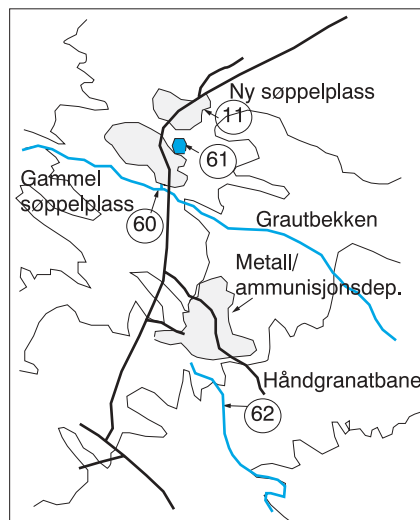 Ny søppelplass
11
61
Gammel
søppelplass
60
Grautbekken
Metall/
ammunisjonsdep.
Håndgranatbane
62